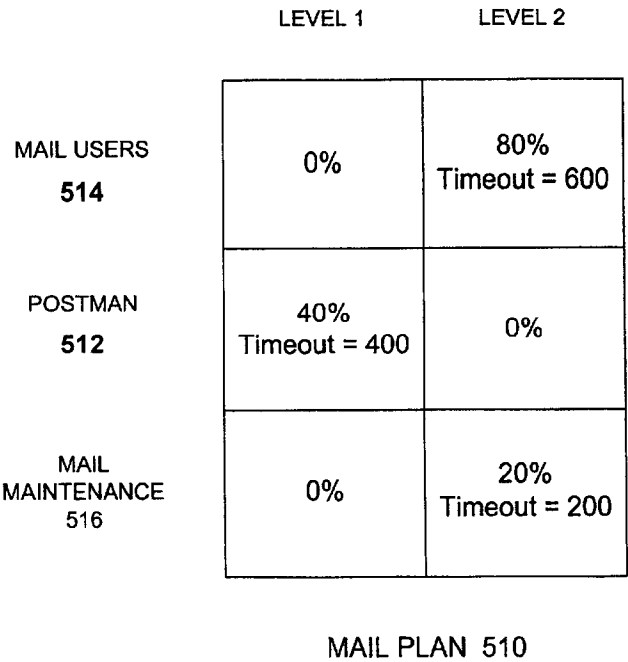 LEVEL 1 LEVEL 2
MAIL USERS
514
0%
80%
Timeout = 600
POSTMAN
512
40%
Timeout = 400
0%
MAIL
MAINTENANCE
516
0%
20%
Timeout = 200
MAIL PLAN 510